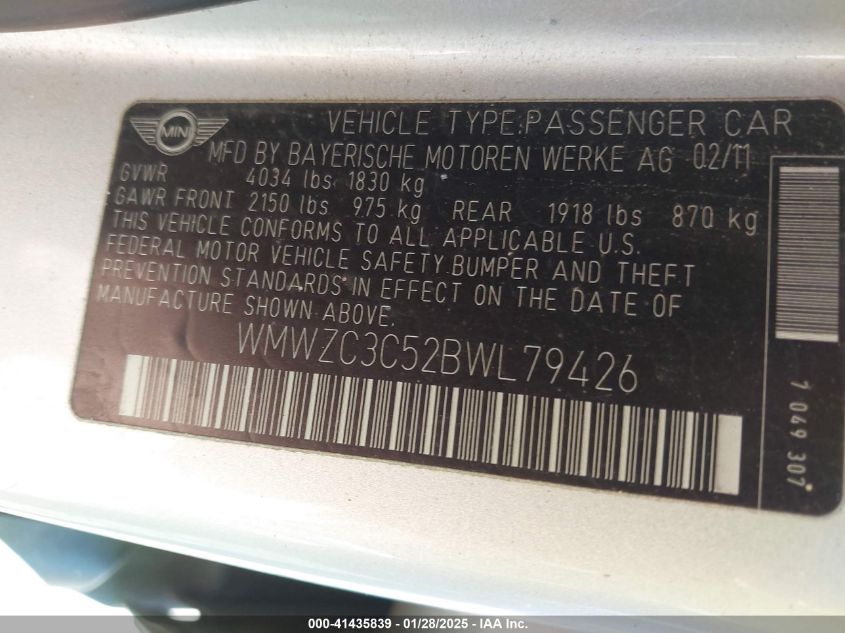 MINI
VEHICLE TYPE:PASSENGER CAR
MFD BY BAYERISCHE MOTOREN WERKE AG 02/11
GVWR 4034 lbs 1830 kg
GAWR FRONT 2150 lbs 975 kg REAR 1918 lbs 870 kg
THIS VEHICLE CONFORMS TO ALL APPLICABLE U.S.
FEDERAL MOTOR VEHICLE SAFETY,BUMPER AND THEFT
PREVENTION STANDARDS IN EFFECT ON THE DATE OF
MANUFACTURE SHOWN ABOVE.
WMWZC3C52BWL79426
7 049 307
000-41435839 - 01/28/2025 - IAA Inc.